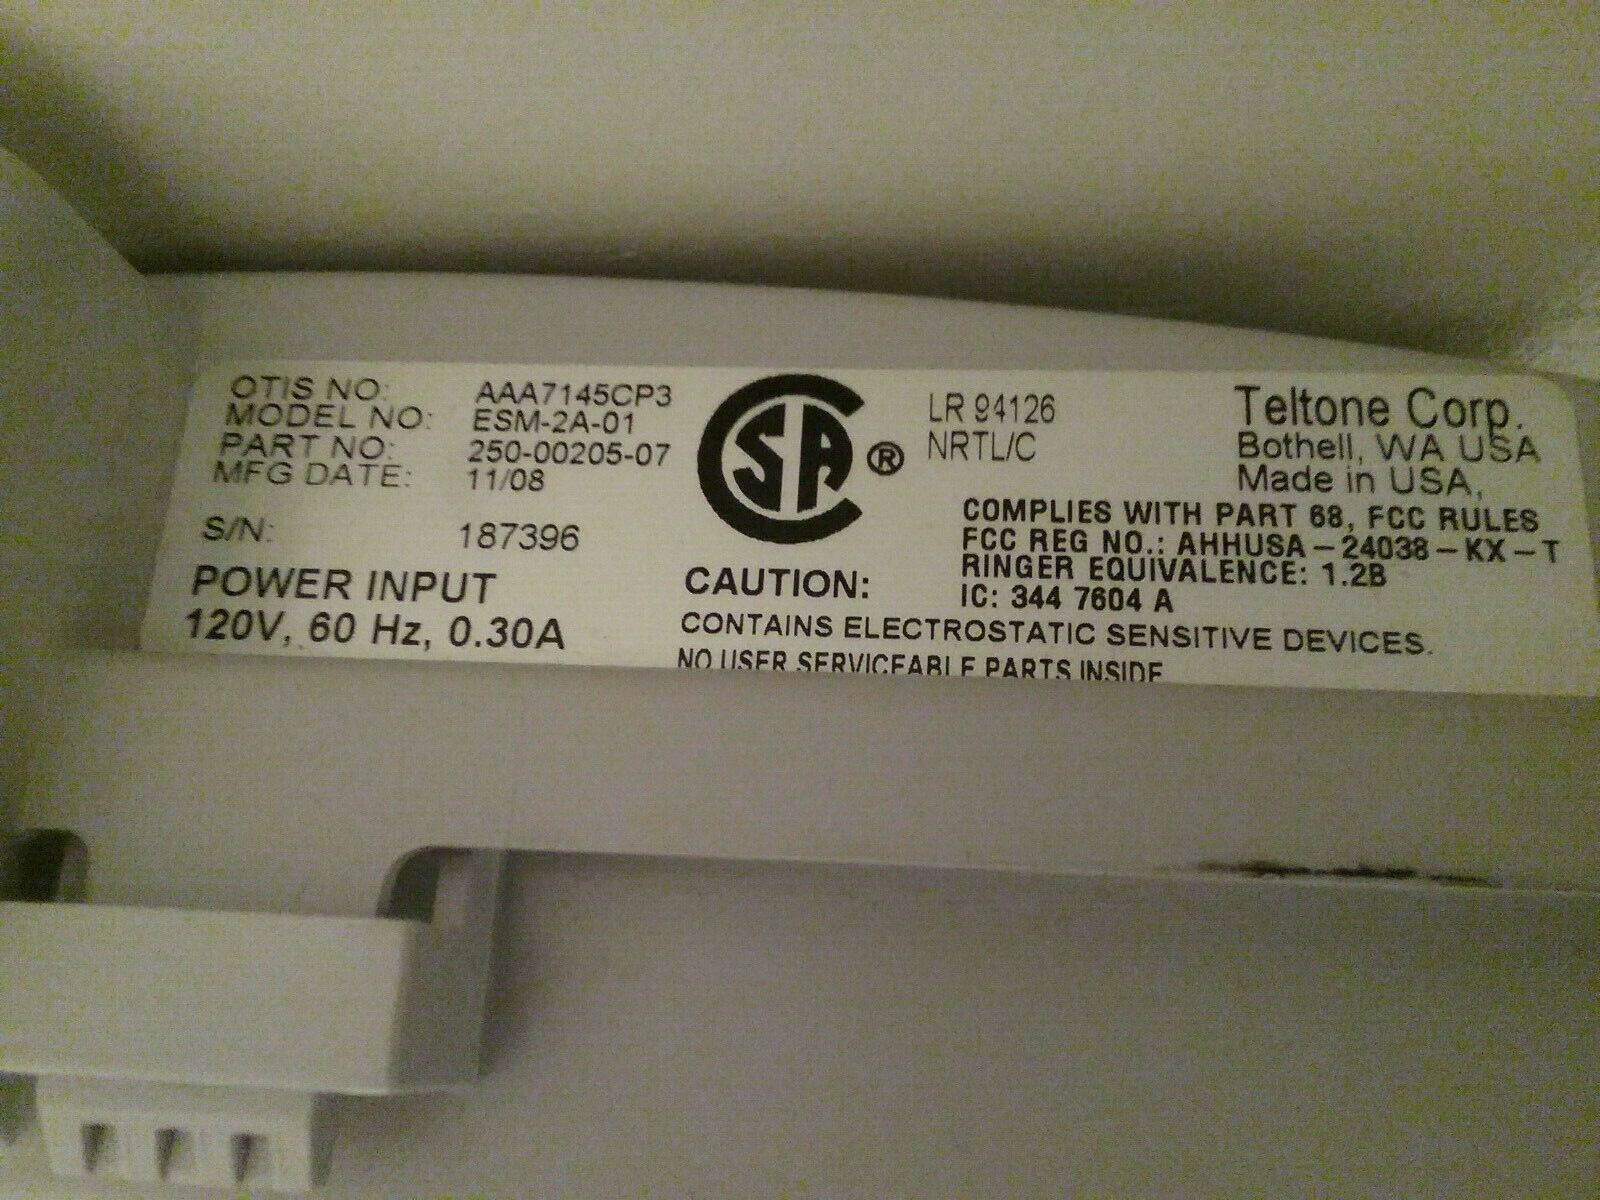 OTIS NO: AAA7145CP3
MODEL NO: ESM-2A-01
PART NO: 250-00205-07
MFG DATE: 11/08
S/N: 187396
POWER INPUT
120V, 60 Hz, 0.30A
SA ®
LR 94126
NRTL/C
Teltone Corp.
Bothell, WA USA
Made in USA,
COMPLIES WITH PART 68, FCC RULES
FCC REG NO.: AHHUSA-24038-KX-T
RINGER EQUIVALENCE: 1.2B
IC: 344 7604 A
CAUTION:
CONTAINS ELECTROSTATIC SENSITIVE DEVICES.
NO USER SERVICEABLE PARTS INSIDE